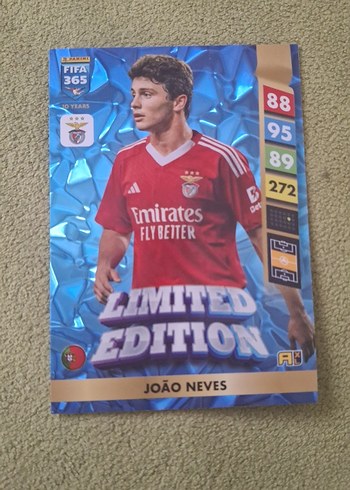 PANINI
FIFA
365
10 YEARS
88
95
89
272
Emirates
FLY BETTER
LIMITED
EDITION
JOÃO NEVES